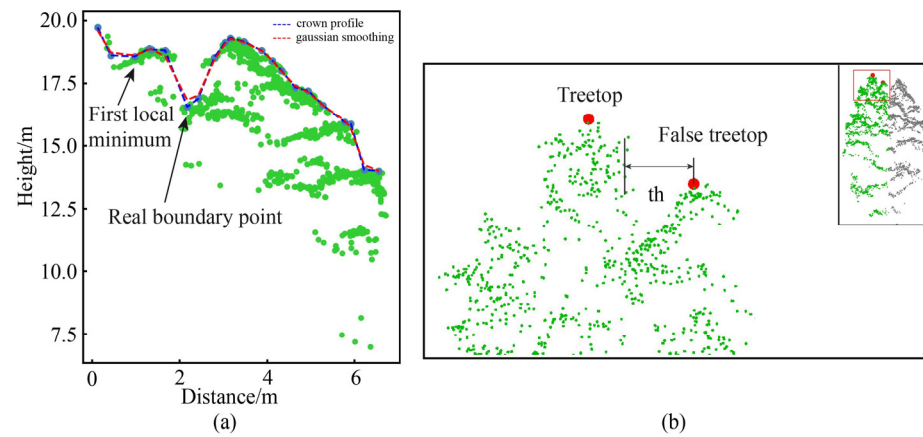 20.0
crown profile
gaussian smoothing
17.5
First local
minimum
15.0
Height/m
Real boundary point
12.5
10.0
7.5
0 2 4 6
Distance/m
(a)
Treetop
False treetop
th
(b)